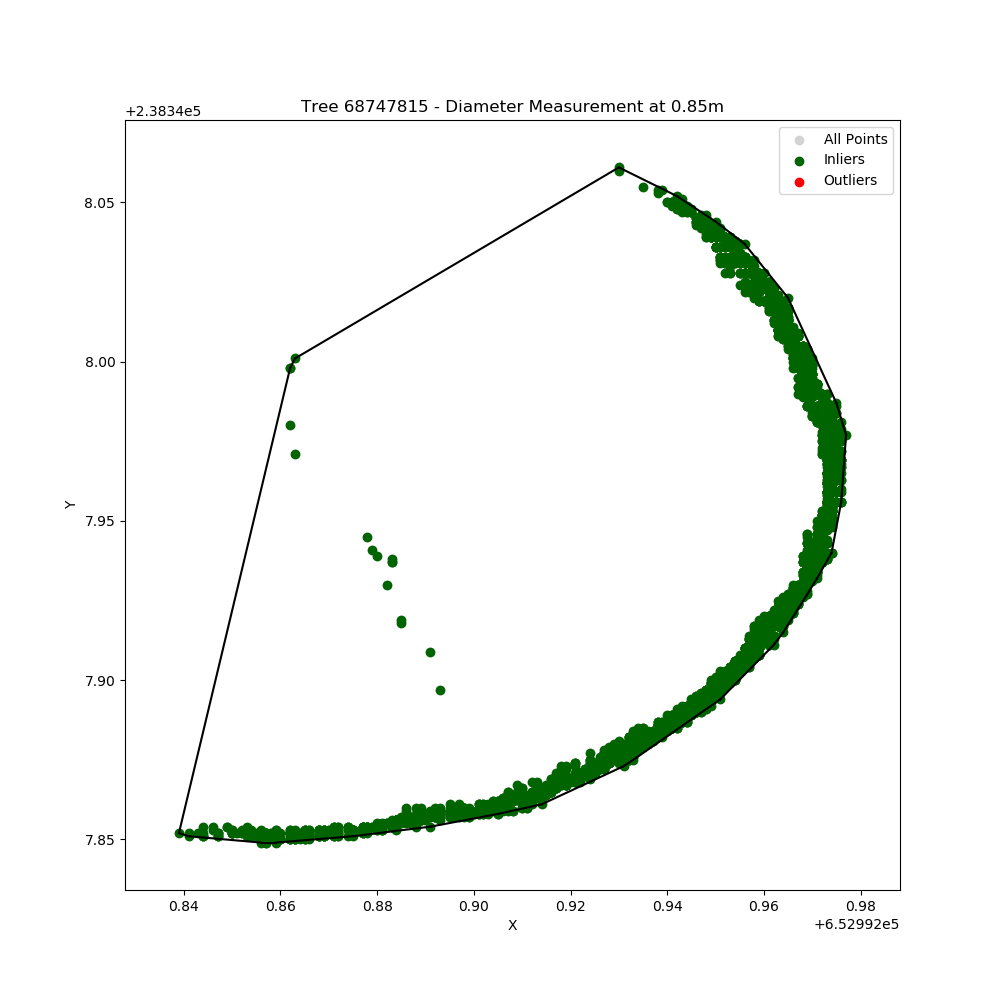 Tree 68747815 - Diameter Measurement at 0.85m
+2.3834e5
All Points
Inliers
Outliers
8.05
8.00
7.95
7.90
7.85
Y
0.84 0.86 0.88 0.90 0.92 0.94 0.96 0.98
X
+6.52992e5